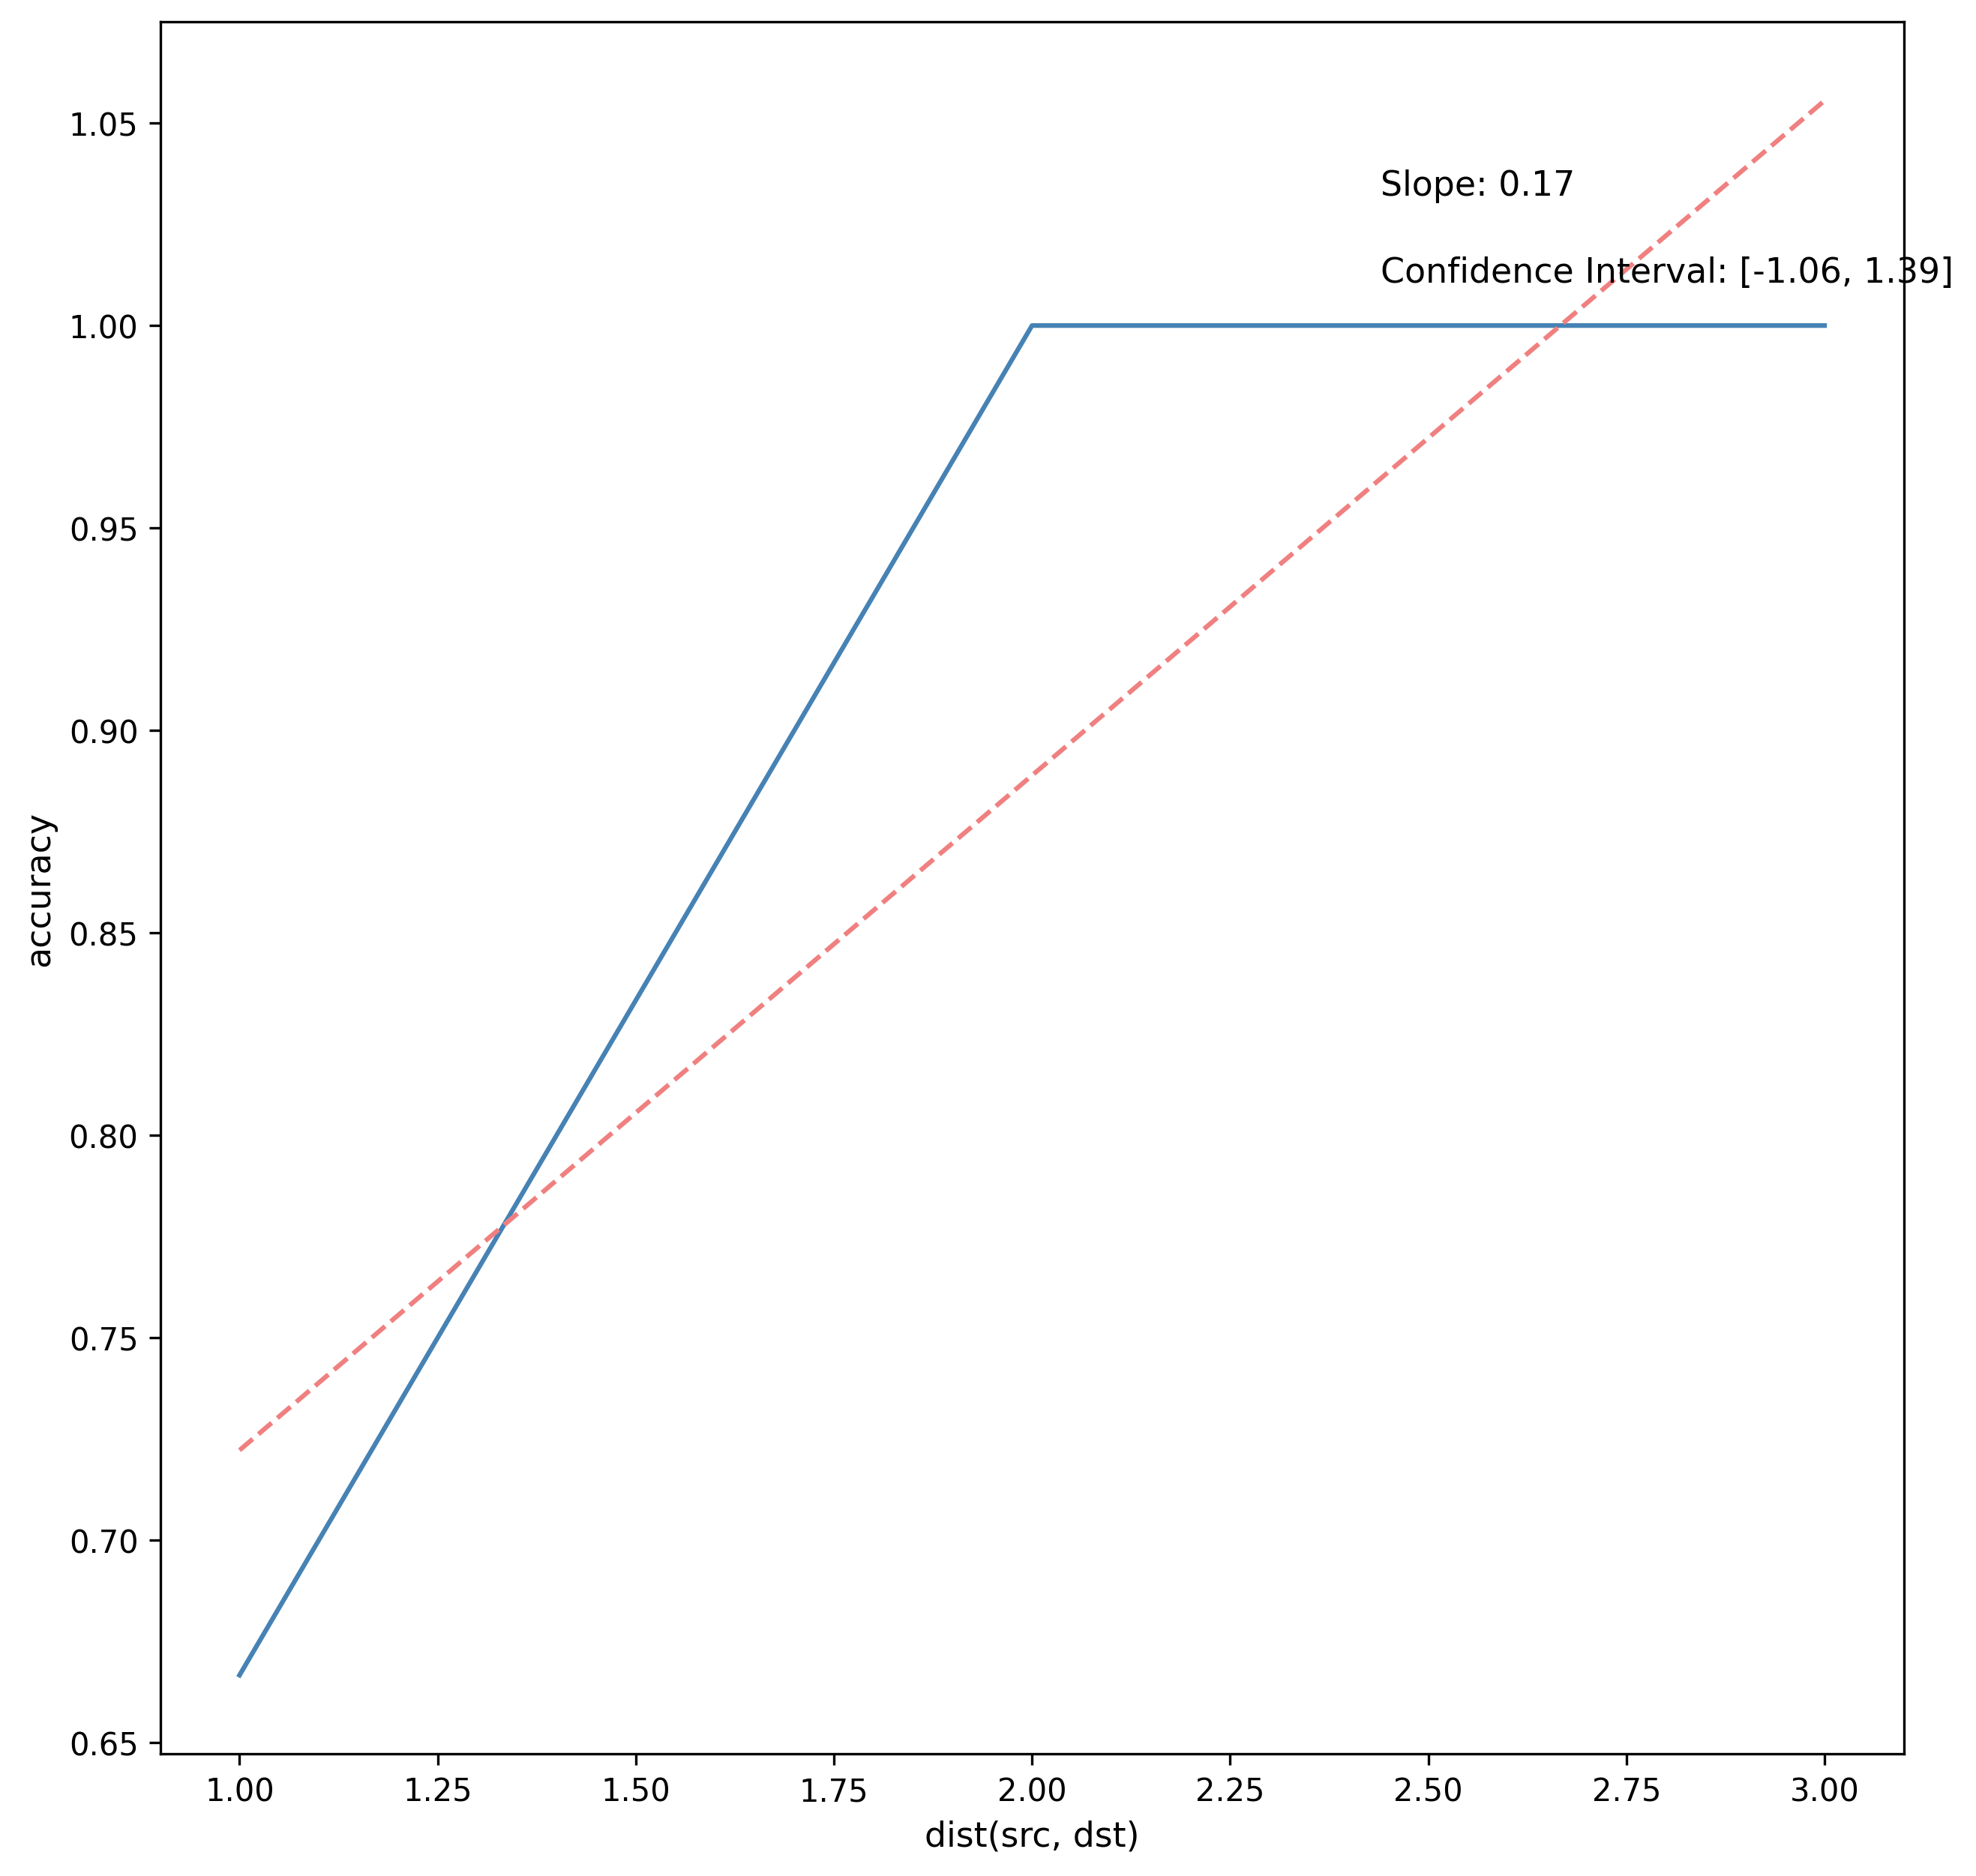 1.05
1.00
0.95
0.90
0.85
0.80
0.75
0.70
0.65
accuracy
Slope: 0.17
Confidence Interval: [-1.06, 1.39]
1.00 1.25 1.50 1.75 2.00 2.25 2.50 2.75 3.00
dist(src, dst)